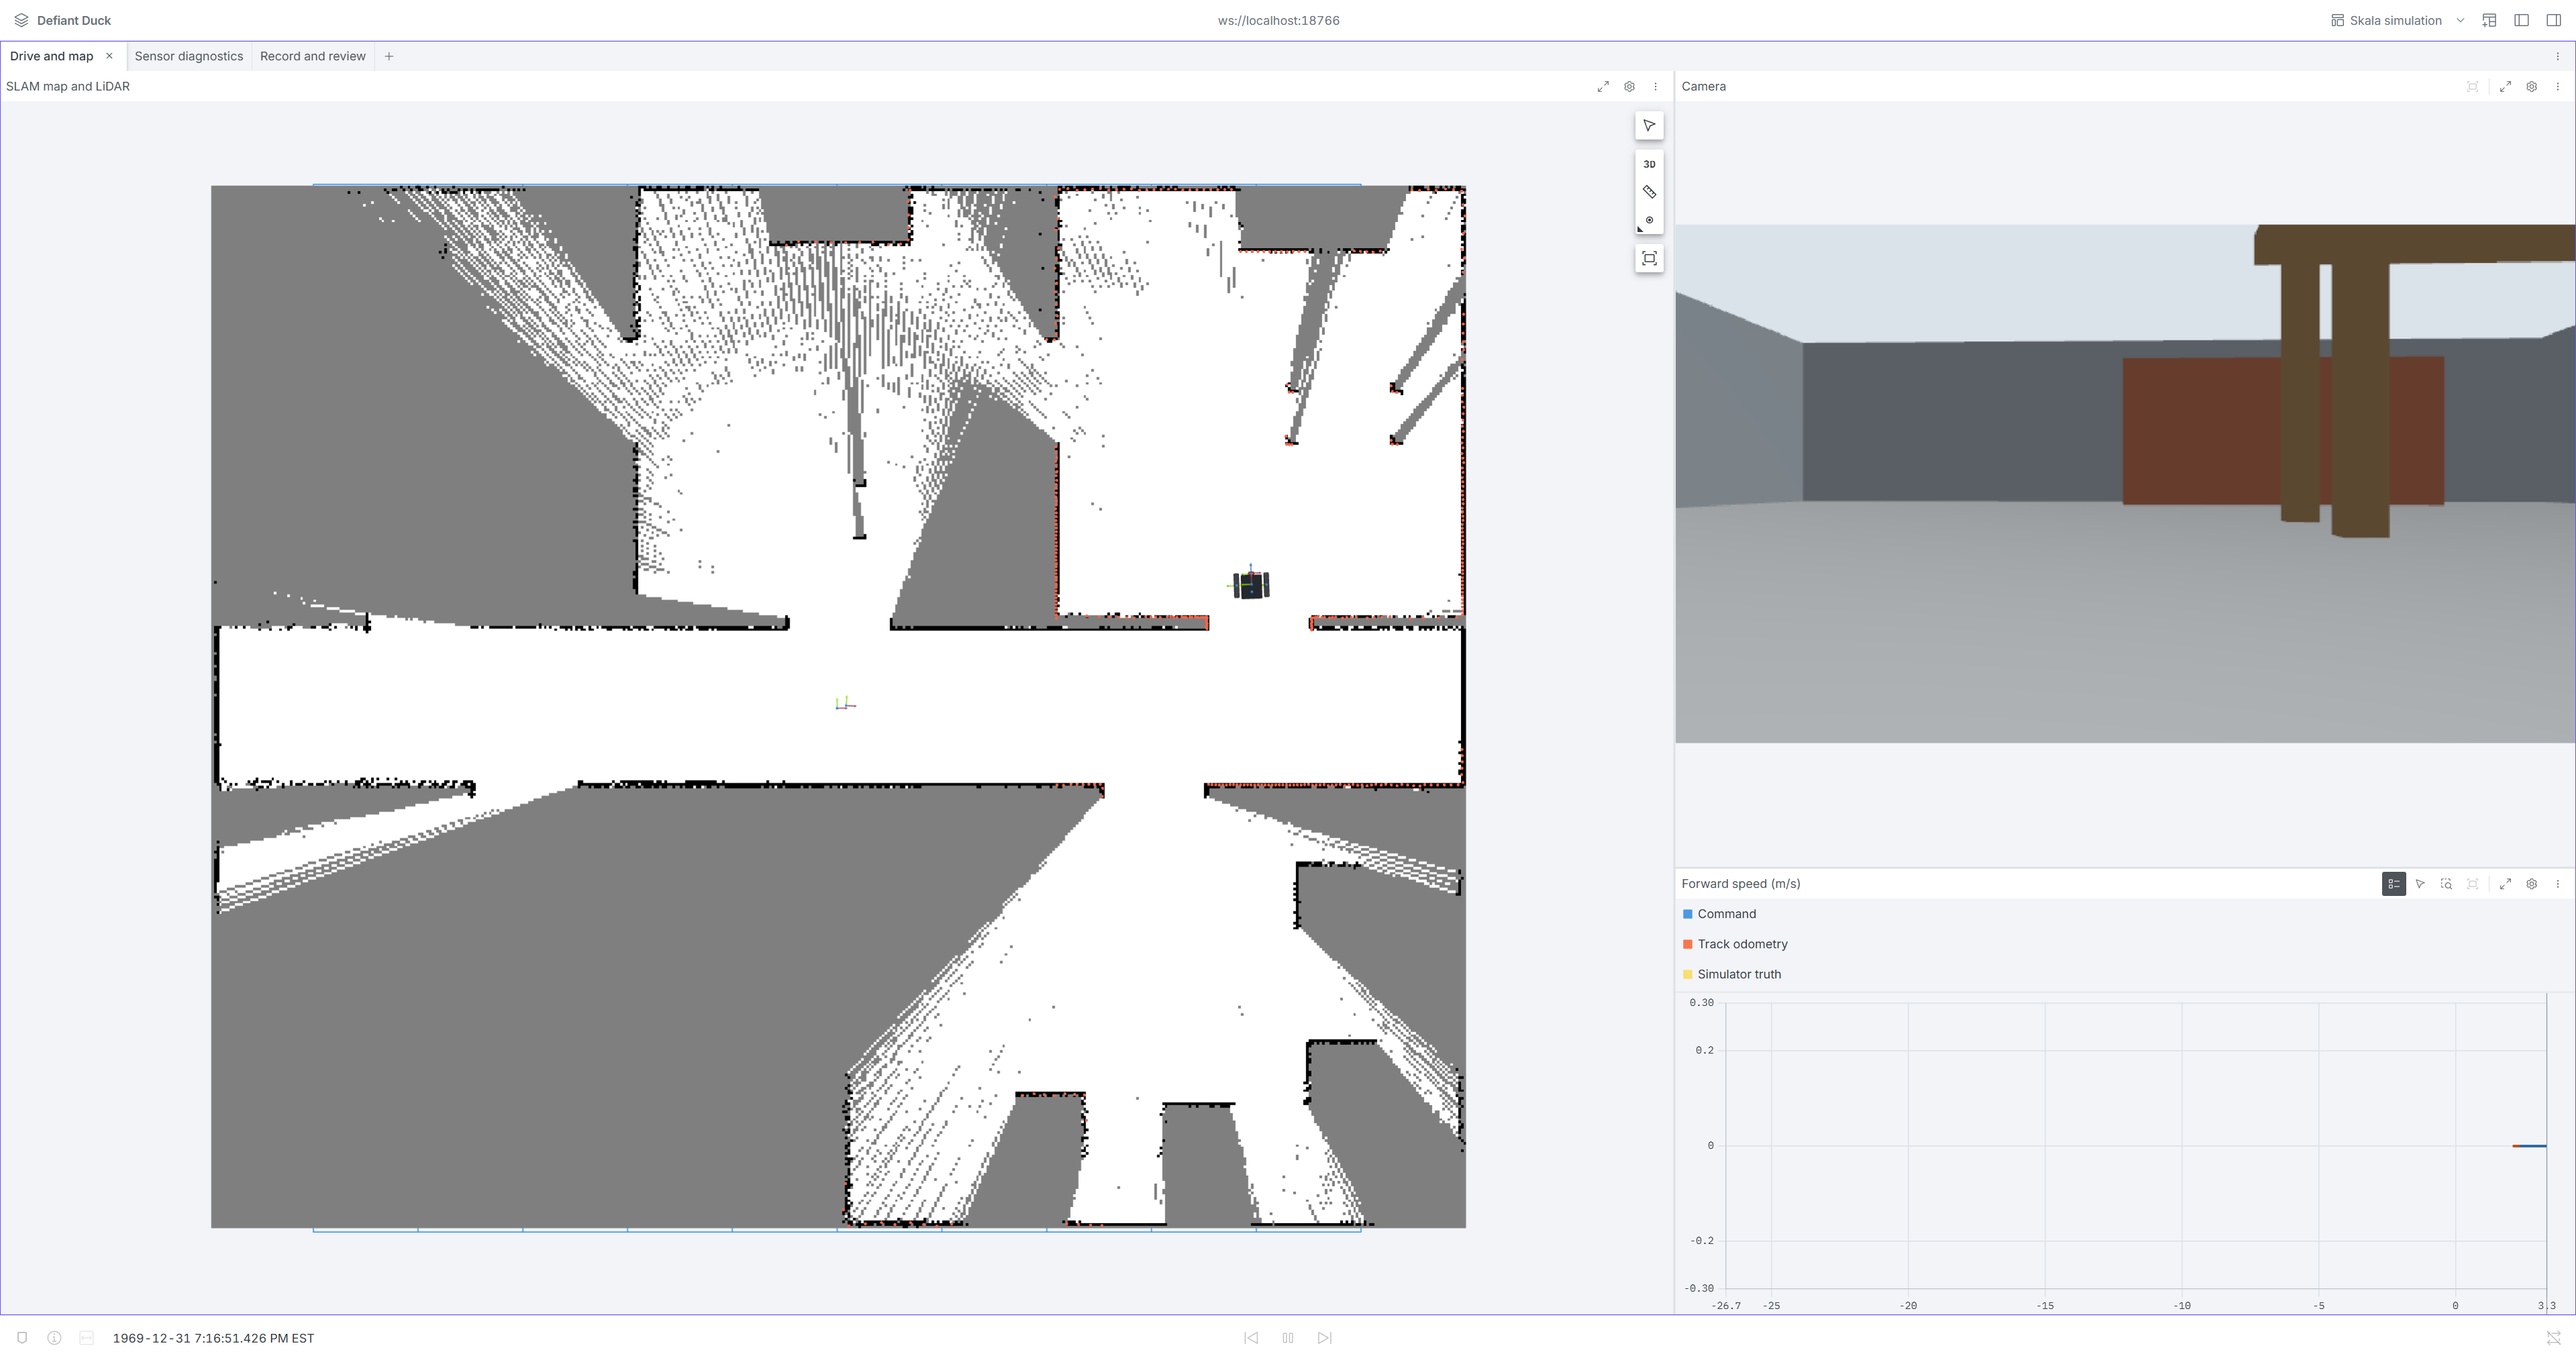 Defiant Duck
ws://localhost:18766
Skala simulation
Drive and map
Sensor diagnostics
Record and review
SLAM map and LiDAR
3D
Camera
Forward speed (m/s)
Command
Track odometry
Simulator truth
0.30
0.2
0
-0.2
-0.30
-26.7 -25 -20 -15 -10 -5 0 3.3
1969-12-31 7:16:51.426 PM EST